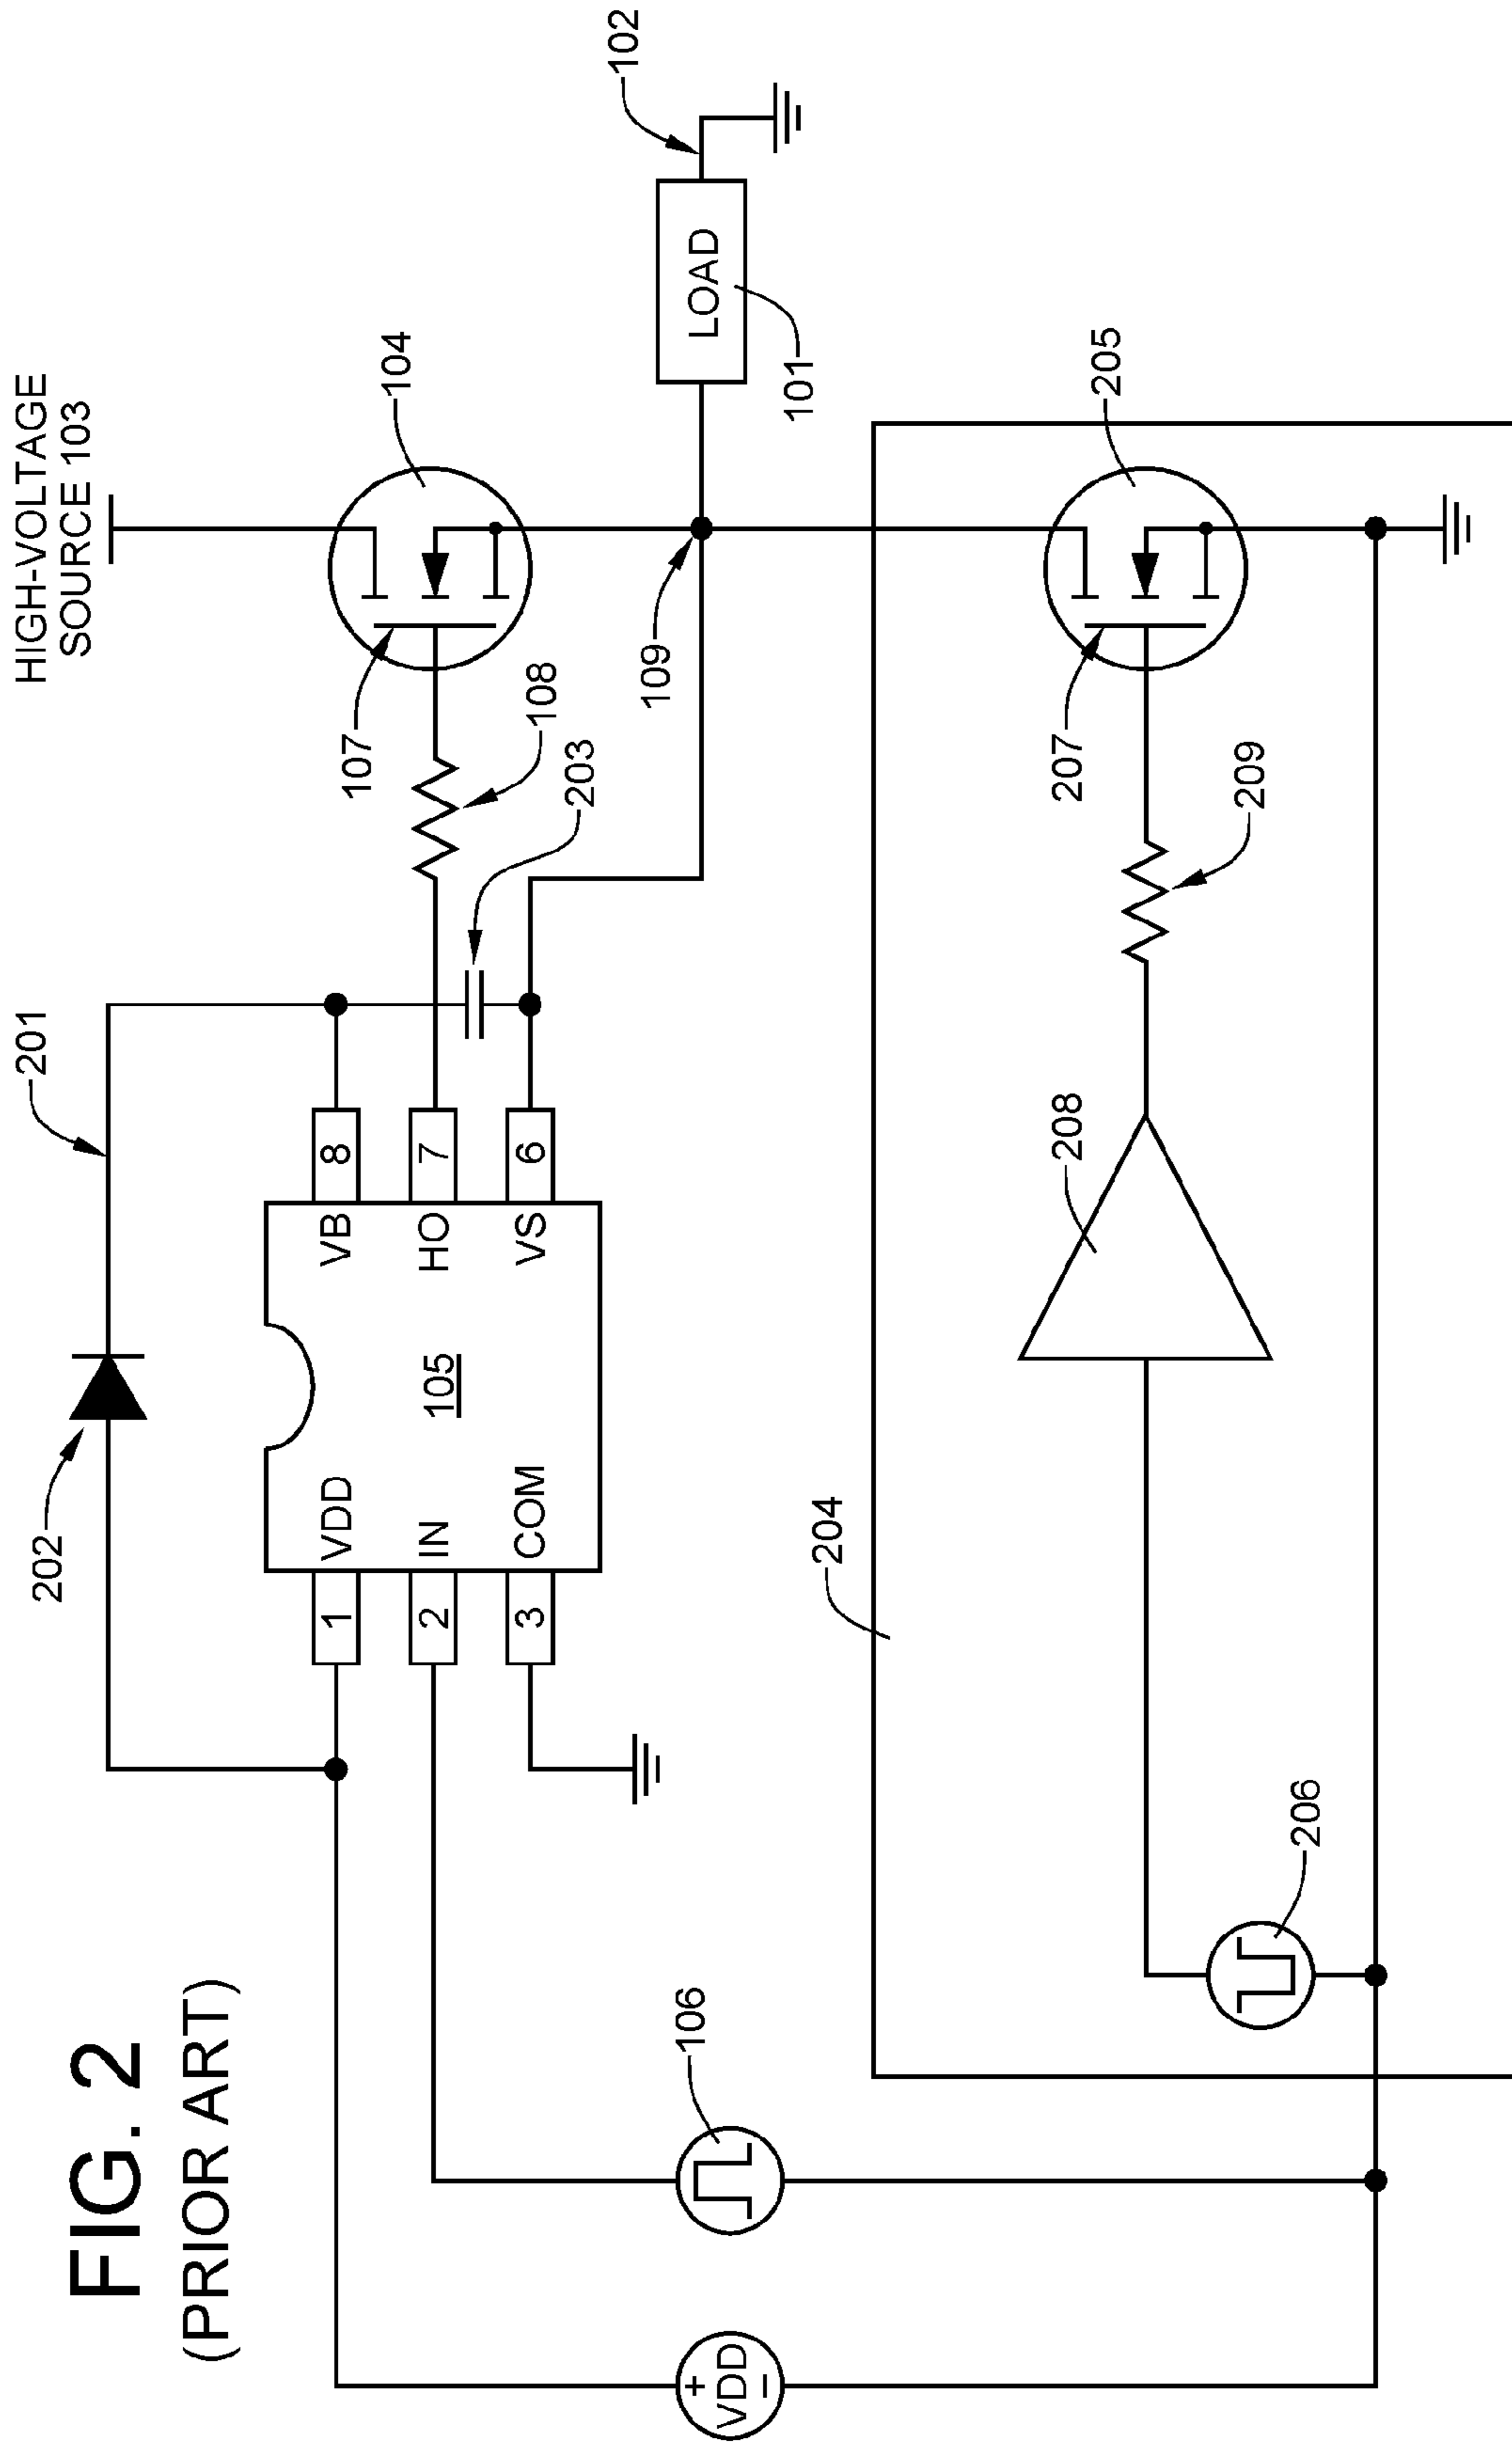 FIG. 2
(PRIOR ART)
HIGH-VOLTAGE
SOURCE 103
202
201
104
107
108
203
1
VDD
VB
8
2
IN
105
HO
7
3
COM
VS
6
109
LOAD
102
101
+
VDD
−
106
204
205
207
208
209
206